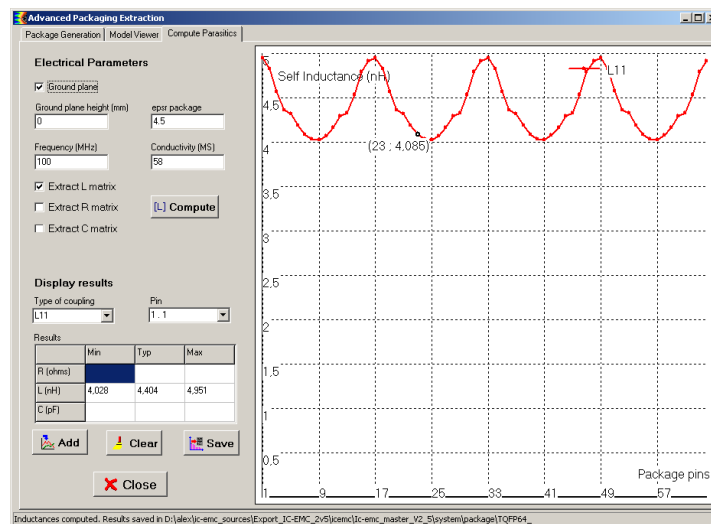 Advanced Packaging Extraction
Package Generation Model Viewer Compute Parasitics
Electrical Parameters
Ground plane
Ground plane height (mm) epsr package
0 4.5
Frequency (MHz) Conductivity (MS)
100 58
Extract L matrix
Extract R matrix
[L] Compute
Extract C matrix
Display results
Type of coupling Pin
L11 1 . 1
Results
Min Typ Max
R (ohms)
L (nH) 4,028 4,404 4,951
C (pF)
Add Clear Save
Close
5
Self Inductance (nH)
L11
4.5
4
(23 ; 4,085)
3.5
3
2.5
2
1.5
1
0.5
Package pins
1 9 17 25 33 41 49 57
Inductances computed. Results saved in D:\alex\ic-emc_sources\Export_IC-EMC_2v5\icemc\Ic-emc_master_V2_5\system\package\TQFP64_